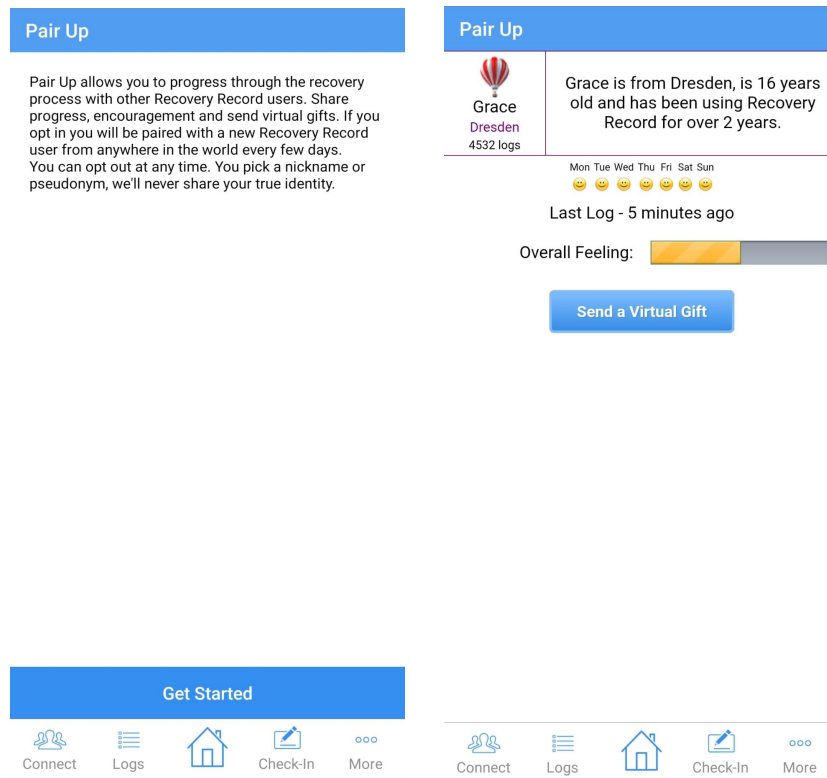 Pair Up
Pair Up allows you to progress through the recovery
process with other Recovery Record users. Share
progress, encouragement and send virtual gifts. If you
opt in you will be paired with a new Recovery Record
user from anywhere in the world every few days.
You can opt out at any time. You pick a nickname or
pseudonym, we'll never share your true identity.
Get Started
Connect
Logs
Check-In
More
Pair Up
Grace
Dresden
4532 logs
Grace is from Dresden, is 16 years
old and has been using Recovery
Record for over 2 years.
Mon Tue Wed Thu Fri Sat Sun
Last Log - 5 minutes ago
Overall Feeling:
Send a Virtual Gift
Connect
Logs
Check-In
More